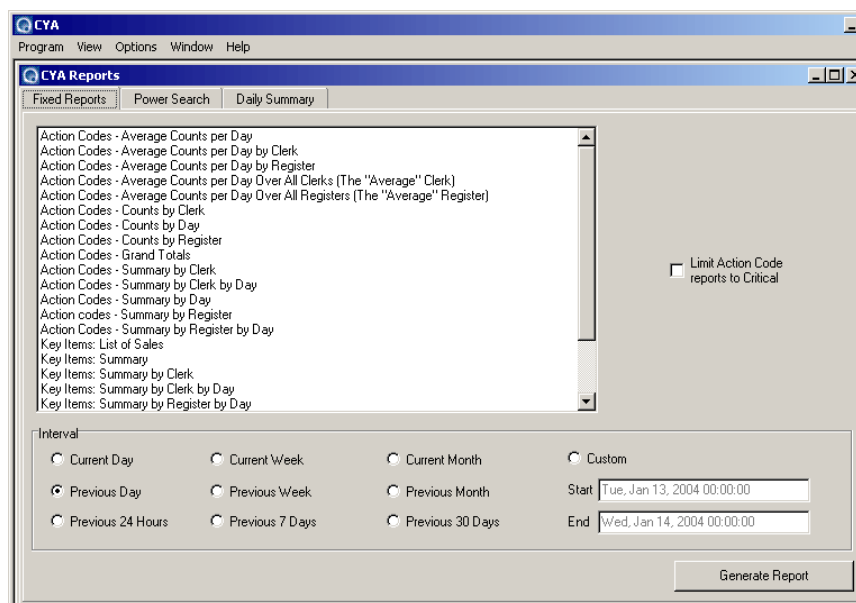 CYA
Program View Options Window Help
CYA Reports
Fixed Reports Power Search Daily Summary
Action Codes - Average Counts per Day
Action Codes - Average Counts per Day by Clerk
Action Codes - Average Counts per Day by Register
Action Codes - Average Counts per Day Over All Clerks (The "Average" Clerk)
Action Codes - Average Counts per Day Over All Registers (The "Average" Register)
Action Codes - Counts by Clerk
Action Codes - Counts by Day
Action Codes - Counts by Register
Action Codes - Grand Totals
Action Codes - Summary by Clerk
Action Codes - Summary by Clerk by Day
Action Codes - Summary by Day
Action codes - Summary by Register
Action Codes - Summary by Register by Day
Key Items: List of Sales
Key Items: Summary
Key Items: Summary by Clerk
Key Items: Summary by Clerk by Day
Key Items: Summary by Register by Day
Limit Action Code
reports to Critical
Interval
Current Day Current Week Current Month Custom
Previous Day Previous Week Previous Month Start Tue, Jan 13, 2004 00:00:00
Previous 24 Hours Previous 7 Days Previous 30 Days End Wed, Jan 14, 2004 00:00:00
Generate Report